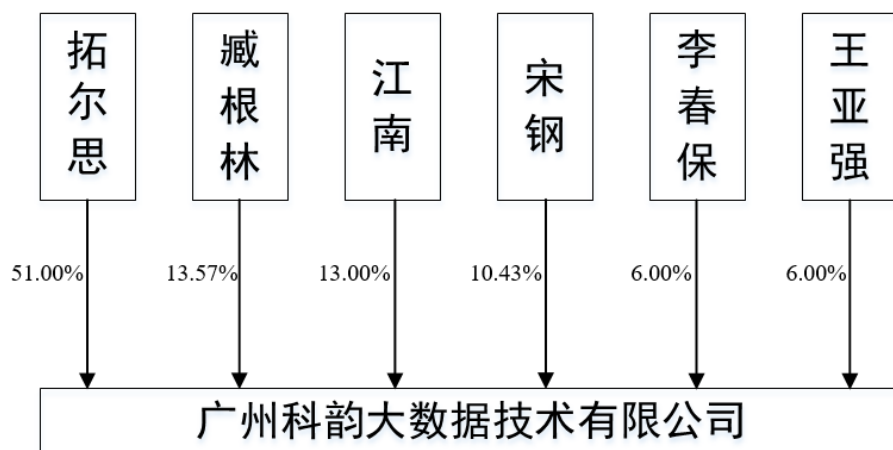 拓尔思
臧根林
江南
宋钢
李春保
王亚强
51.00%
13.57%
13.00%
10.43%
6.00%
6.00%
广州科韵大数据技术有限公司